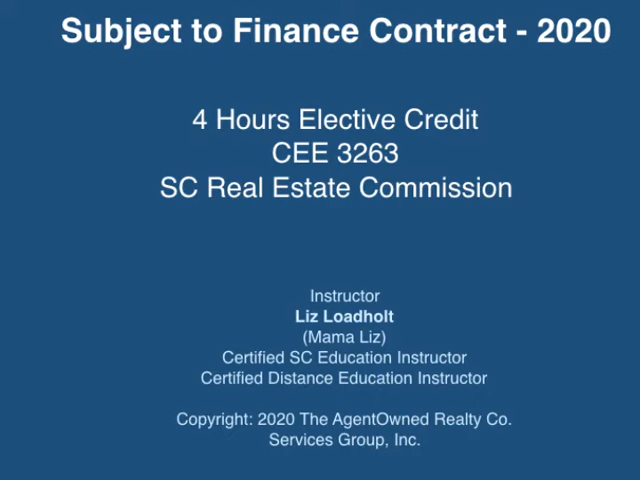 Subject to Finance Contract - 2020
4 Hours Elective Credit
CEE 3263
SC Real Estate Commission
Instructor
Liz Loadholt
(Mama Liz)
Certified SC Education Instructor
Certified Distance Education Instructor
Copyright: 2020 The AgentOwned Realty Co.
Services Group, Inc.